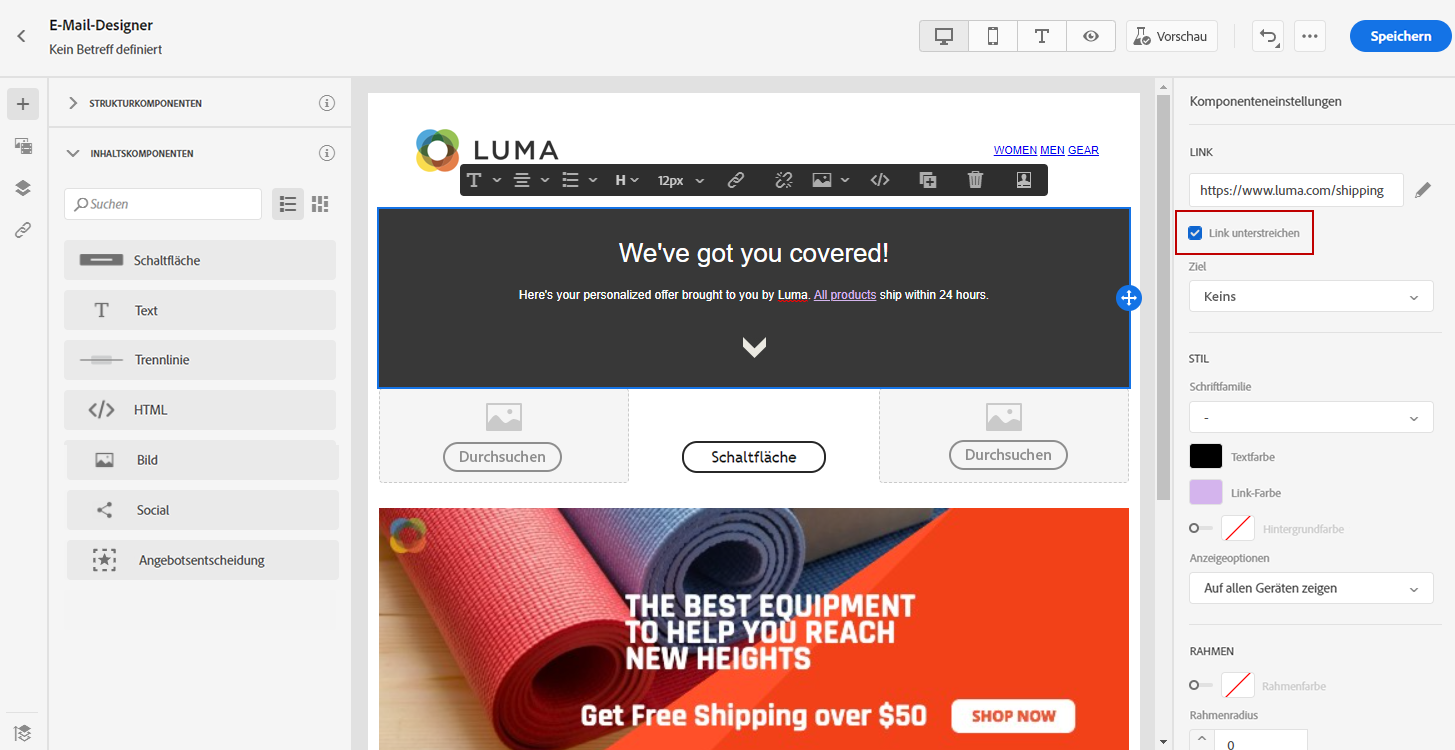 E-Mail-Designer
Kein Betreff definiert
Vorschau
Speichern
STRUKTURKOMPONENTEN
INHALTSKOMPONENTEN
Suchen
Schaltfläche
Text
Trennlinie
HTML
Bild
Social
Angebotsentscheidung
LUMA
WOMEN MEN GEAR
H
12px
We've got you covered!
Here's your personalized offer brought to you by Luma. All products ship within 24 hours.
Durchsuchen
Schaltfläche
Durchsuchen
THE BEST EQUIPMENT
TO HELP YOU REACH
NEW HEIGHTS
Get Free Shipping over $50
SHOP NOW
Komponenteneinstellungen
LINK
https://www.luma.com/shipping
Link unterstreichen
Ziel
Keins
STIL
Schriftfamilie
-
Textfarbe
Link-Farbe
Hintergrundfarbe
Anzeigeoptionen
Auf allen Geräten zeigen
RAHMEN
Rahmenfarbe
Rahmenradius
0